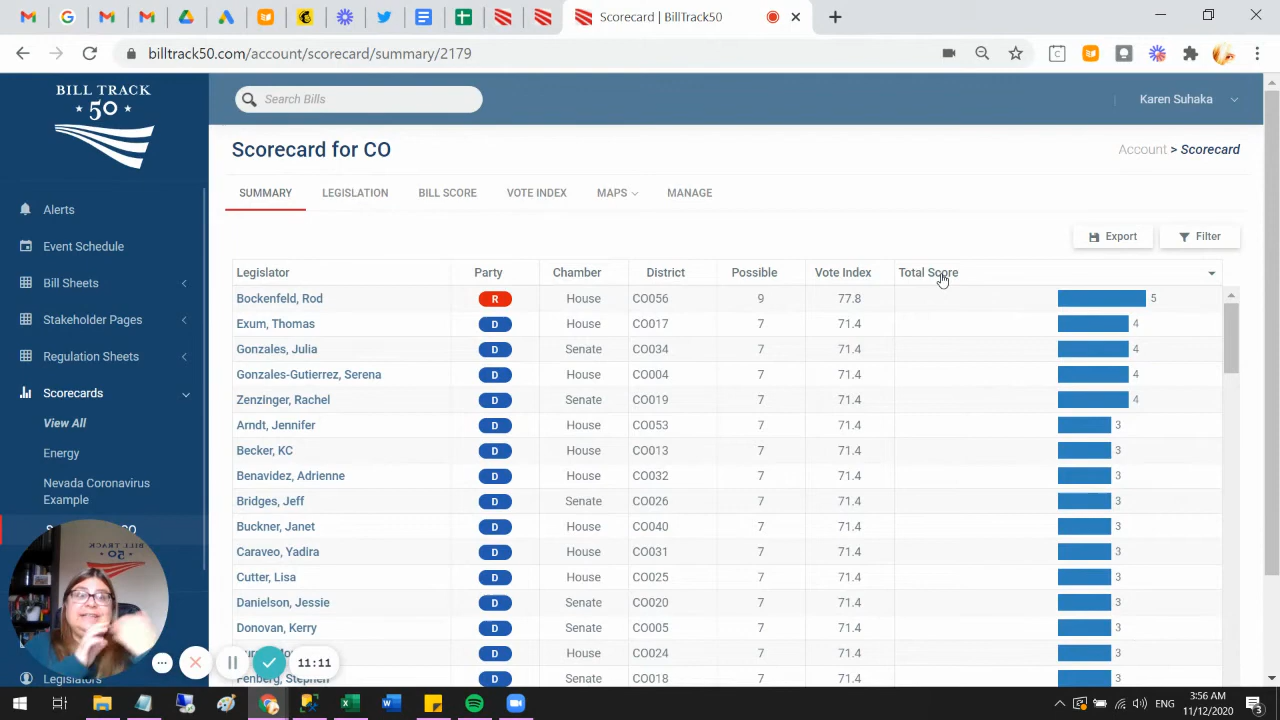 Scorecard | BillTrack50
billtrack50.com/account/scorecard/summary/2179
BILL TRACK
50
Search Bills
Karen Suhaka
Scorecard for CO
Account > Scorecard
SUMMARY LEGISLATION BILL SCORE VOTE INDEX MAPS MANAGE
Alerts
Event Schedule
Bill Sheets
Stakeholder Pages
Regulation Sheets
Scorecards
View All
Energy
Nevada Coronavirus
Example
CO
Legislators
Export Filter
Legislator Party Chamber District Possible Vote Index Total Score
Bockenfeld, Rod R House CO056 9 77.8 5
Exum, Thomas D House CO017 7 71.4 4
Gonzales, Julia D Senate CO034 7 71.4 4
Gonzales-Gutierrez, Serena D House CO004 7 71.4 4
Zenzinger, Rachel D Senate CO019 7 71.4 4
Arndt, Jennifer D House CO053 7 71.4 3
Becker, KC D House CO013 7 71.4 3
Benavidez, Adrienne D House CO032 7 71.4 3
Bridges, Jeff D Senate CO026 7 71.4 3
Buckner, Janet D House CO040 7 71.4 3
Caraveo, Yadira D House CO031 7 71.4 3
Cutter, Lisa D House CO025 7 71.4 3
Danielson, Jessie D Senate CO020 7 71.4 3
Donovan, Kerry D Senate CO005 7 71.4 3
D House CO024 7 71.4 3
Fenberg, Stephen D Senate CO018 7 71.4 3
BILL TRACK
50
11:11
ENG
3:56 AM
11/12/2020
3